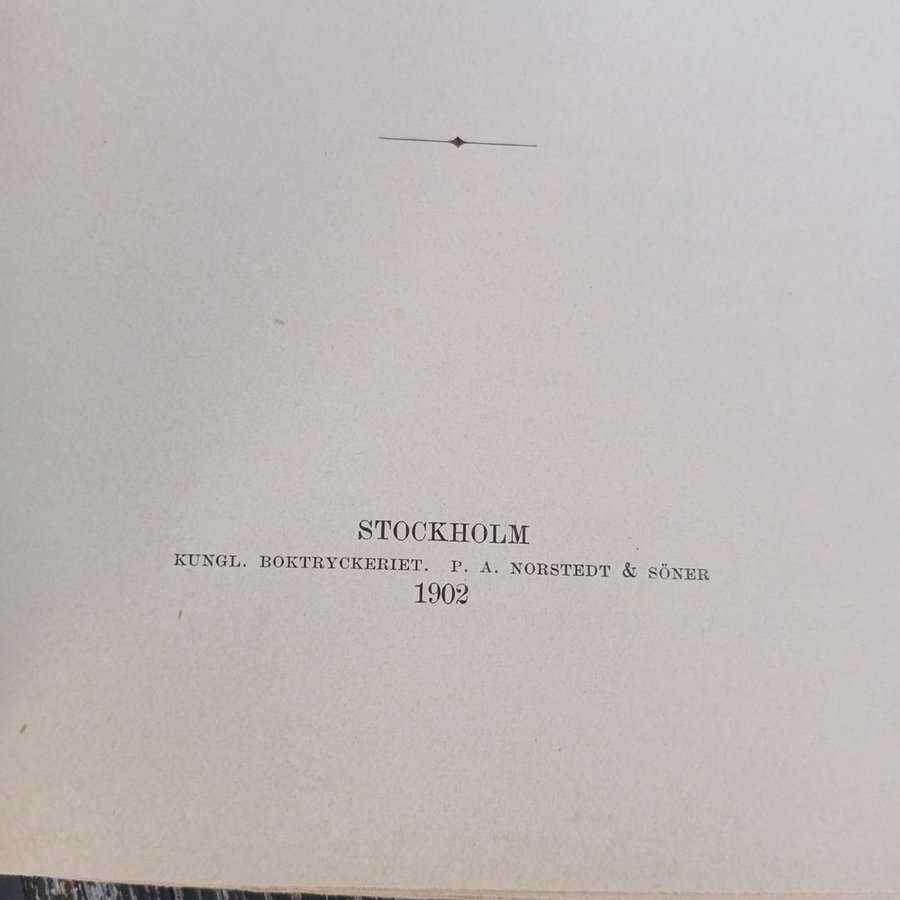 STOCKHOLM
KUNGL. BOKTRYCKERIET. P. A. NORSTEDT & SÖNER
1902